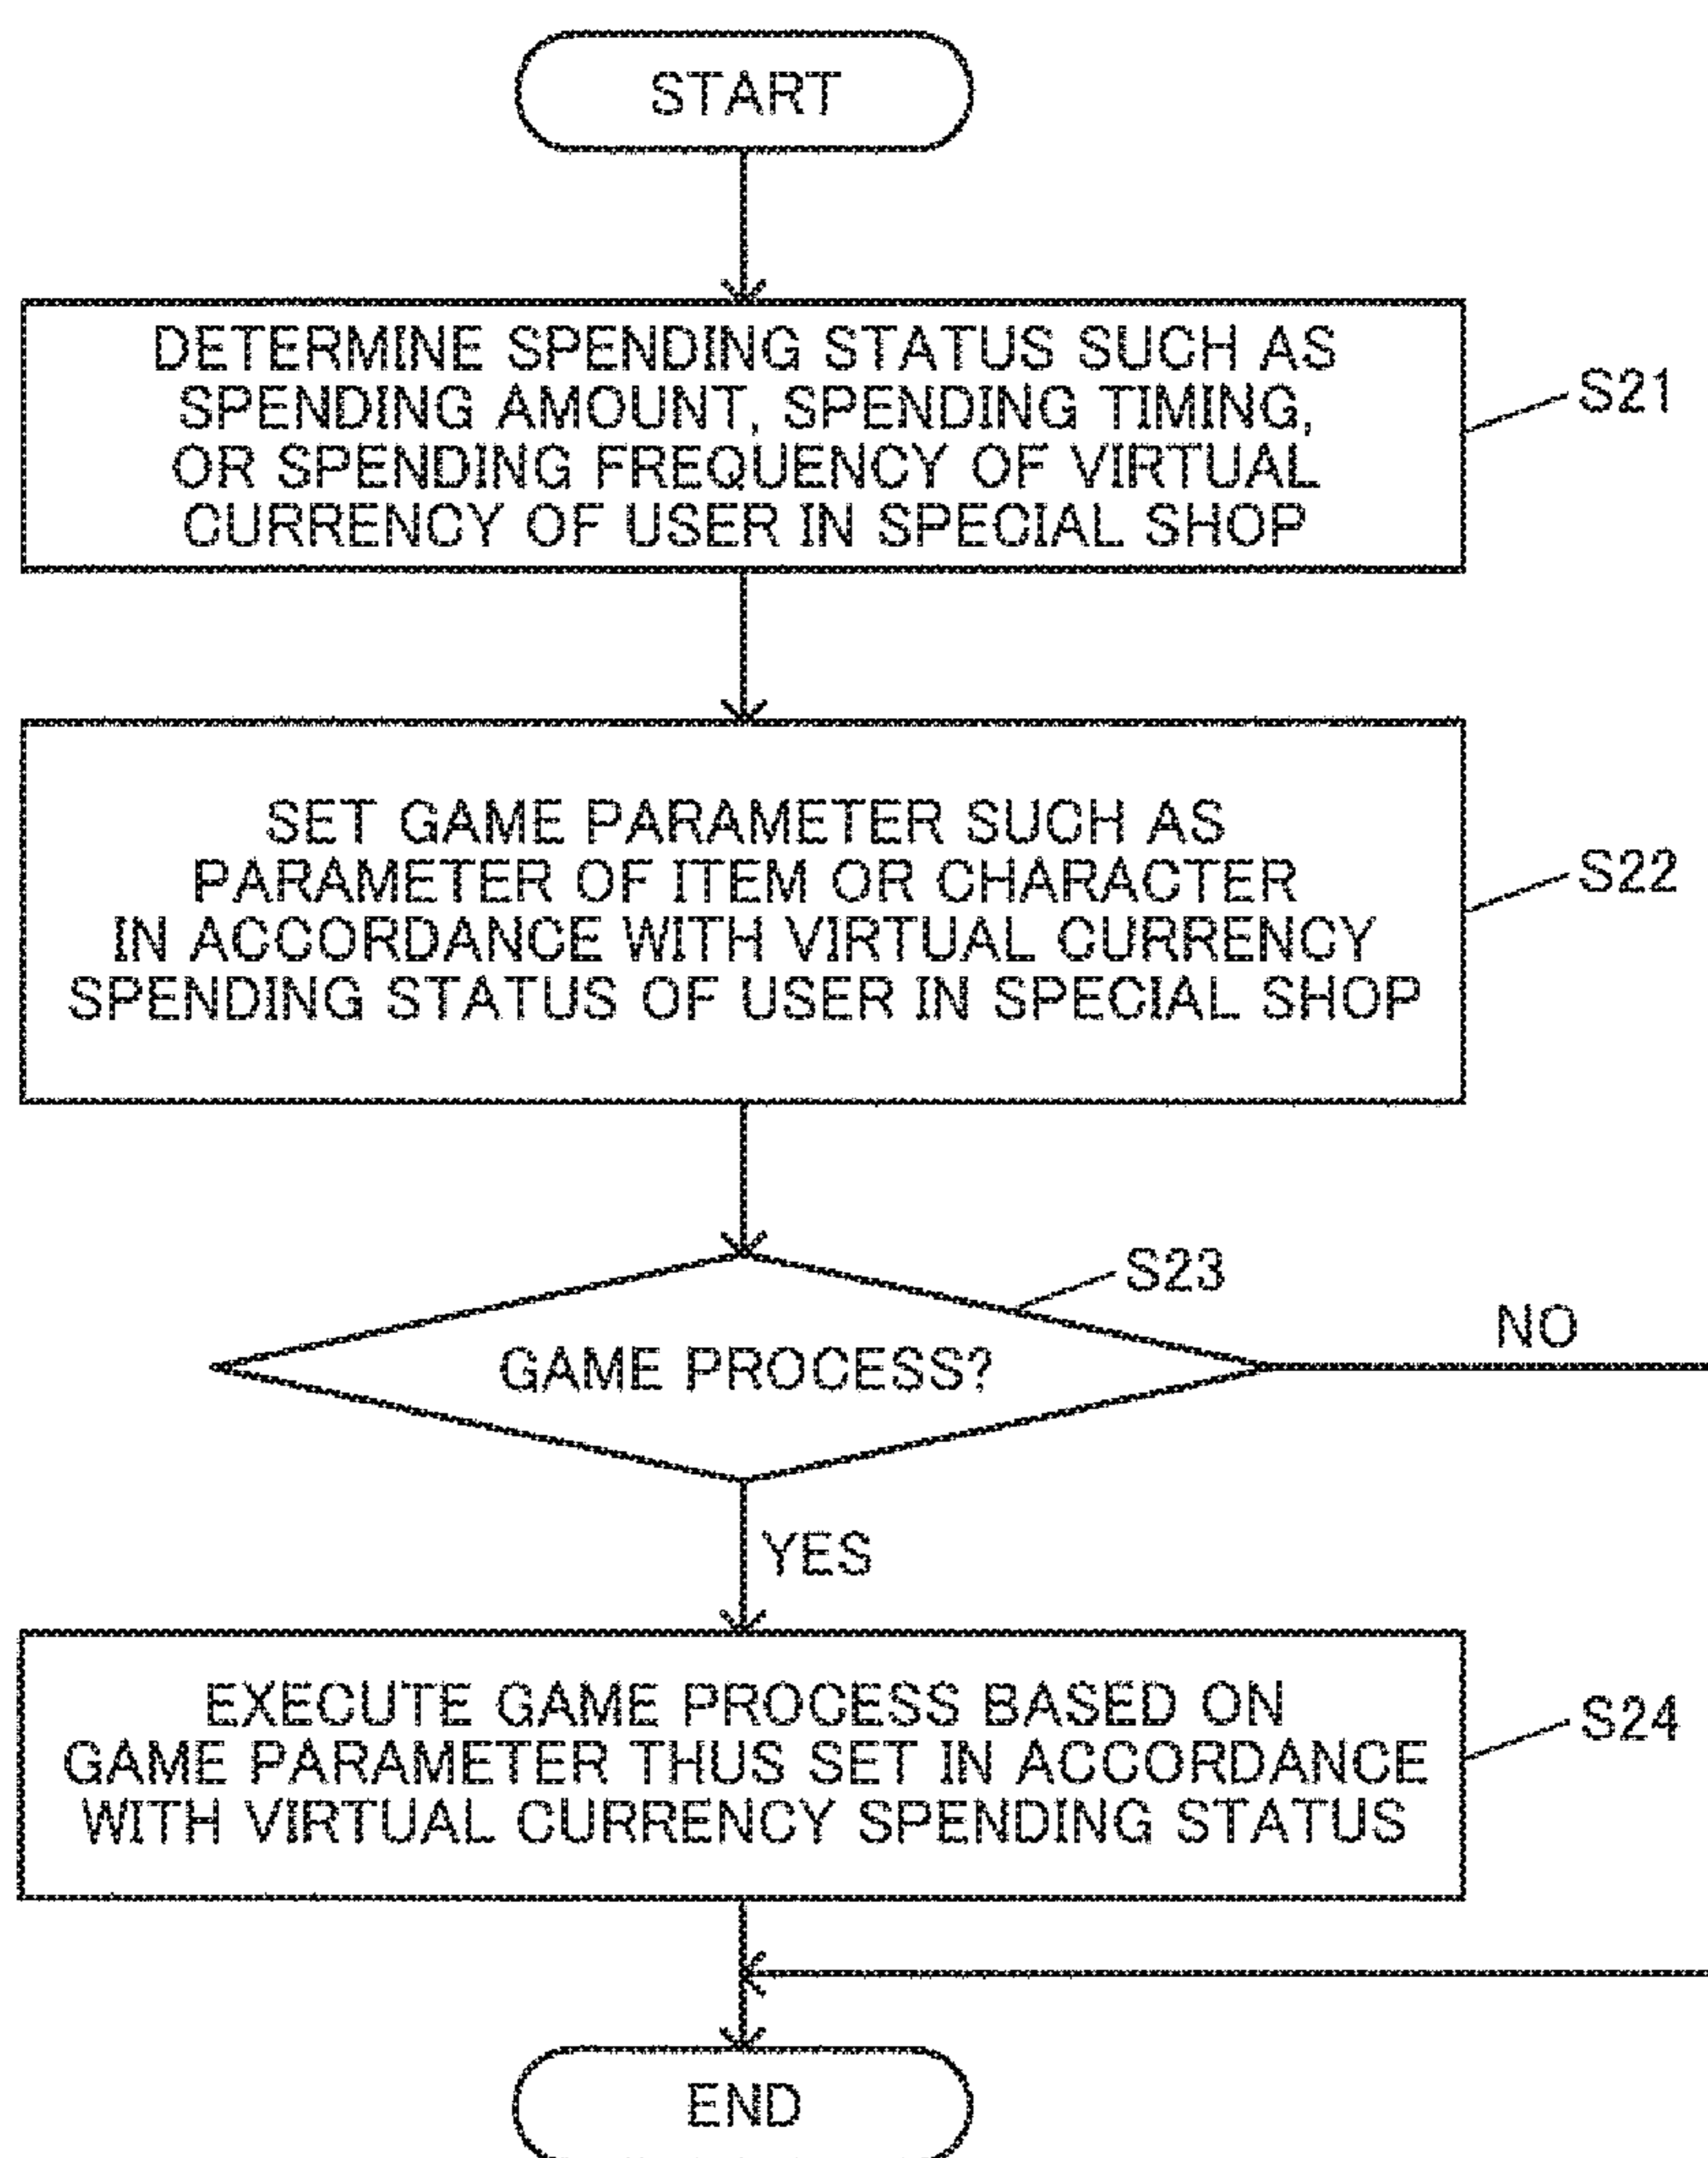 START
DETERMINE SPENDING STATUS SUCH AS
SPENDING AMOUNT, SPENDING TIMING,
OR SPENDING FREQUENCY OF VIRTUAL
CURRENCY OF USER IN SPECIAL SHOP
S21
SET GAME PARAMETER SUCH AS
PARAMETER OF ITEM OR CHARACTER
IN ACCORDANCE WITH VIRTUAL CURRENCY
SPENDING STATUS OF USER IN SPECIAL SHOP
S22
S23
GAME PROCESS?
NO
YES
EXECUTE GAME PROCESS BASED ON
GAME PARAMETER THUS SET IN ACCORDANCE
WITH VIRTUAL CURRENCY SPENDING STATUS
S24
END